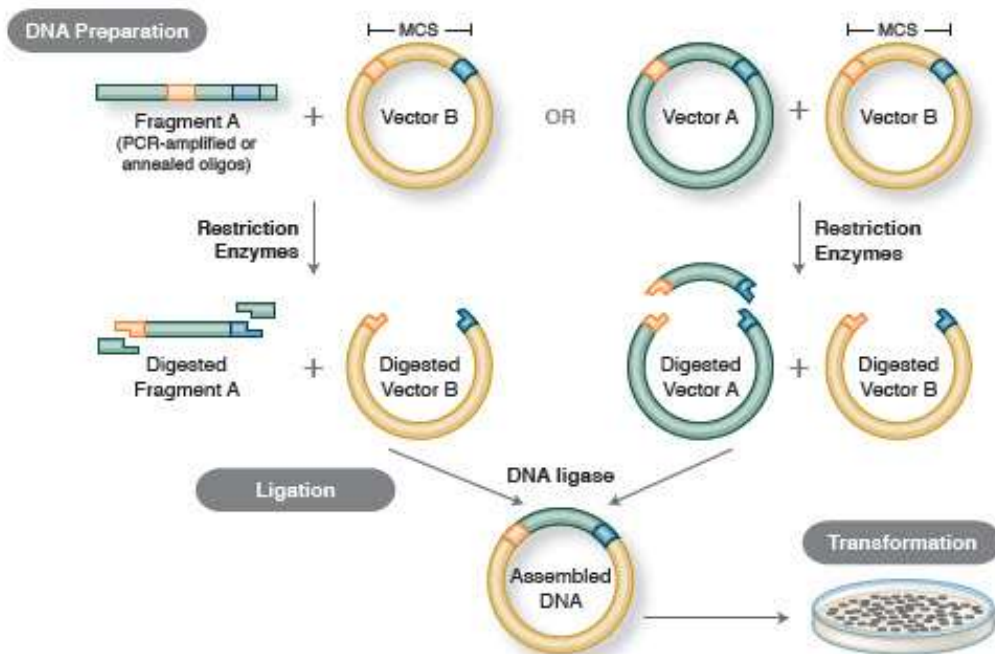 DNA Preparation
MCS
Fragment A
(PCR-amplified or
annealed oligos)
+
Vector B
OR
Vector A
+
MCS
Vector B
Restriction
Enzymes
Restriction
Enzymes
Digested
Fragment A
+
Digested
Vector B
Digested
Vector A
+
Digested
Vector B
Ligation
DNA ligase
Assembled
DNA
Transformation